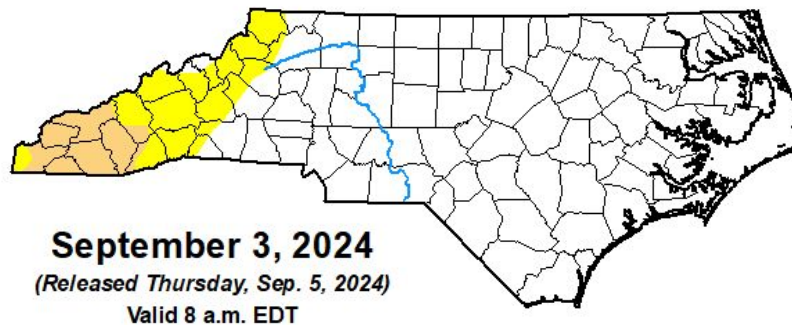 September 3, 2024
(Released Thursday, Sep. 5, 2024)
Valid 8 a.m. EDT